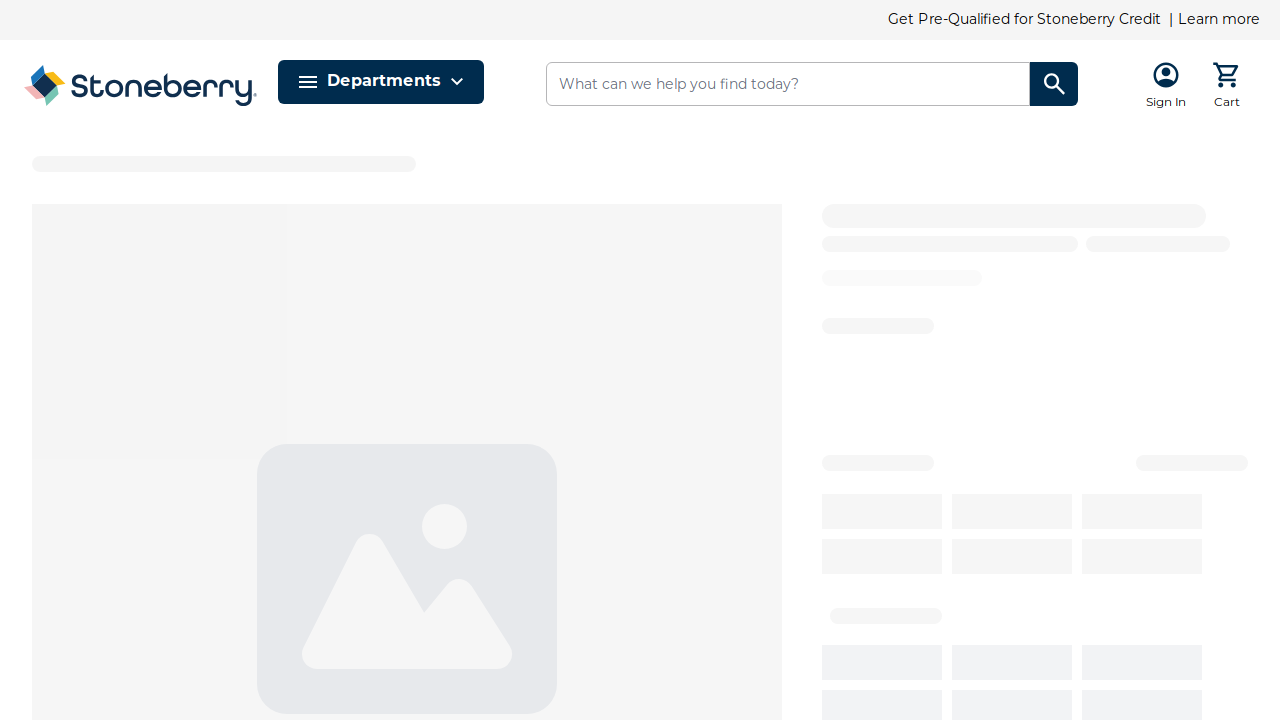 Get Pre-Qualified for Stoneberry Credit | Learn more
Stoneberry®
Departments
What can we help you find today?
Sign In
Cart